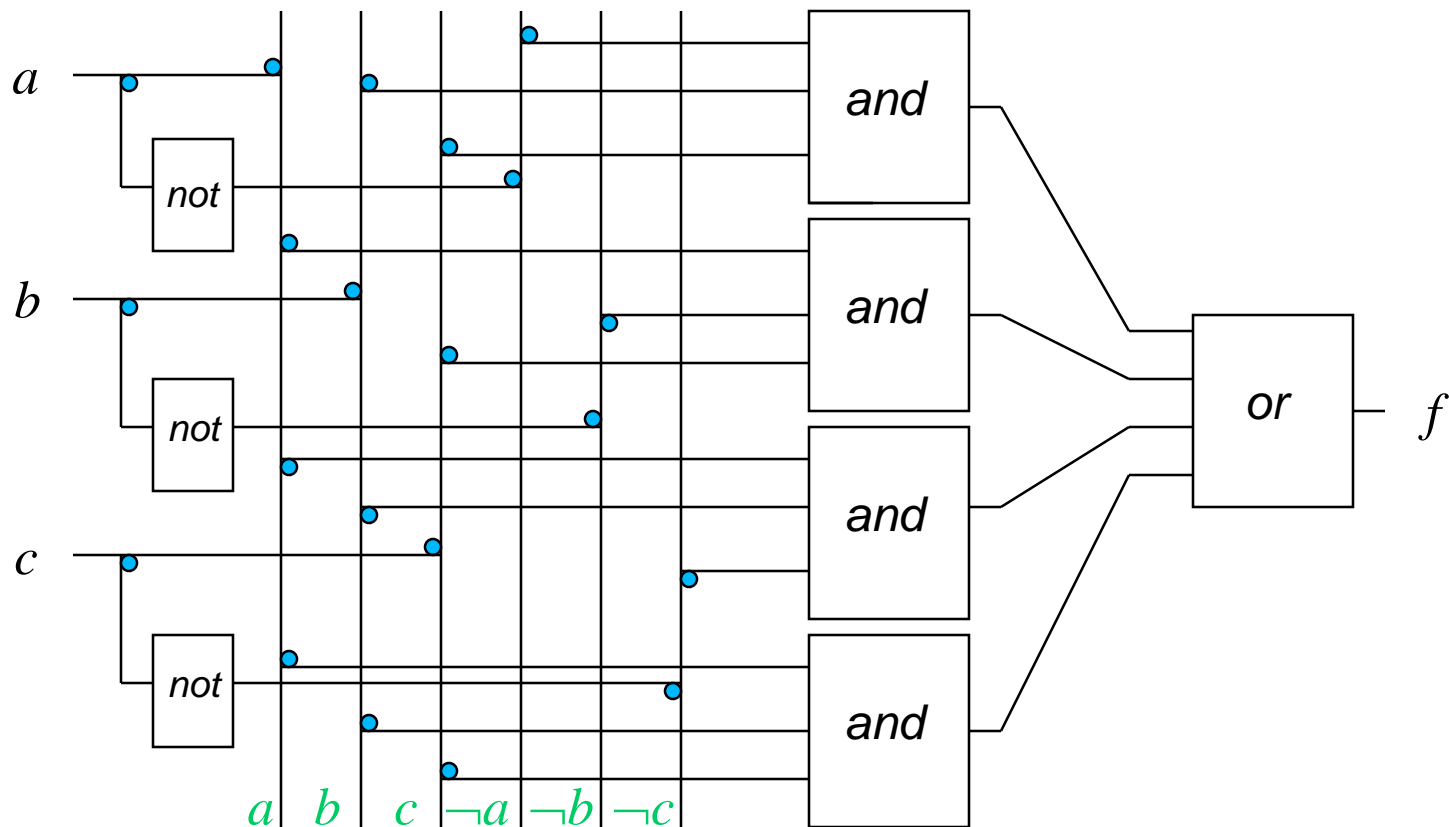 a
and
not
b
and
not
or
f
and
c
not
and
a b c ¬a ¬b ¬c